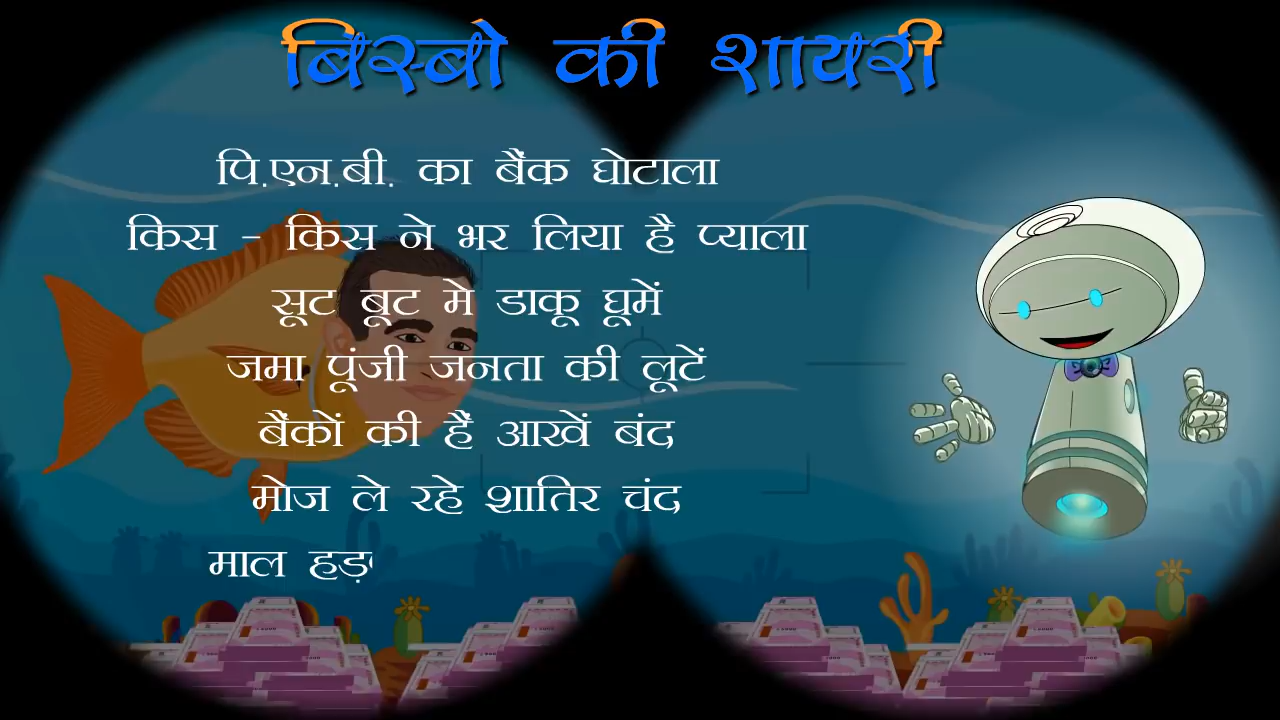 बिस्बो की शायरी
पि.एन.बी. का बैंक घोटाला
किस - किस ने भर लिया है प्याला
सूट बूट मे डाकू घूमें
जमा पूंजी जनता की लूटें
बैंकों की हैं आखें बंद
मोज ले रहे शातिर चंद
माल हड़